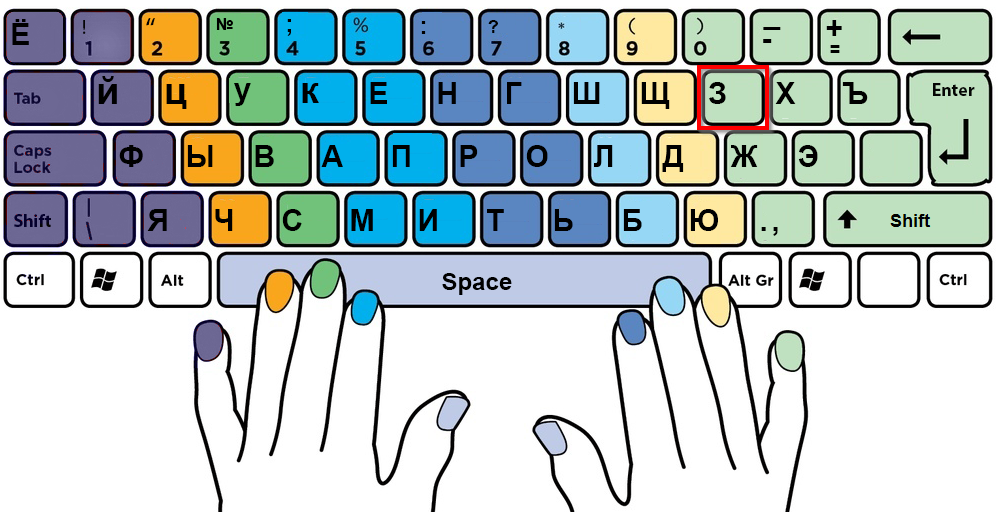 Ё ! 1 “ 2 № 3 ; 4 % 5 : 6 ? 7 * 8 ( 9 ) 0 — - + =
Tab Й Ц У К Е Н Г Ш Щ З Х Ъ Enter
Caps Lock Ф Ы В А П Р О Л Д Ж Э
Shift | \ Я Ч С М И Т Ь Б Ю . , Shift
Ctrl Alt Space Alt Gr Ctrl